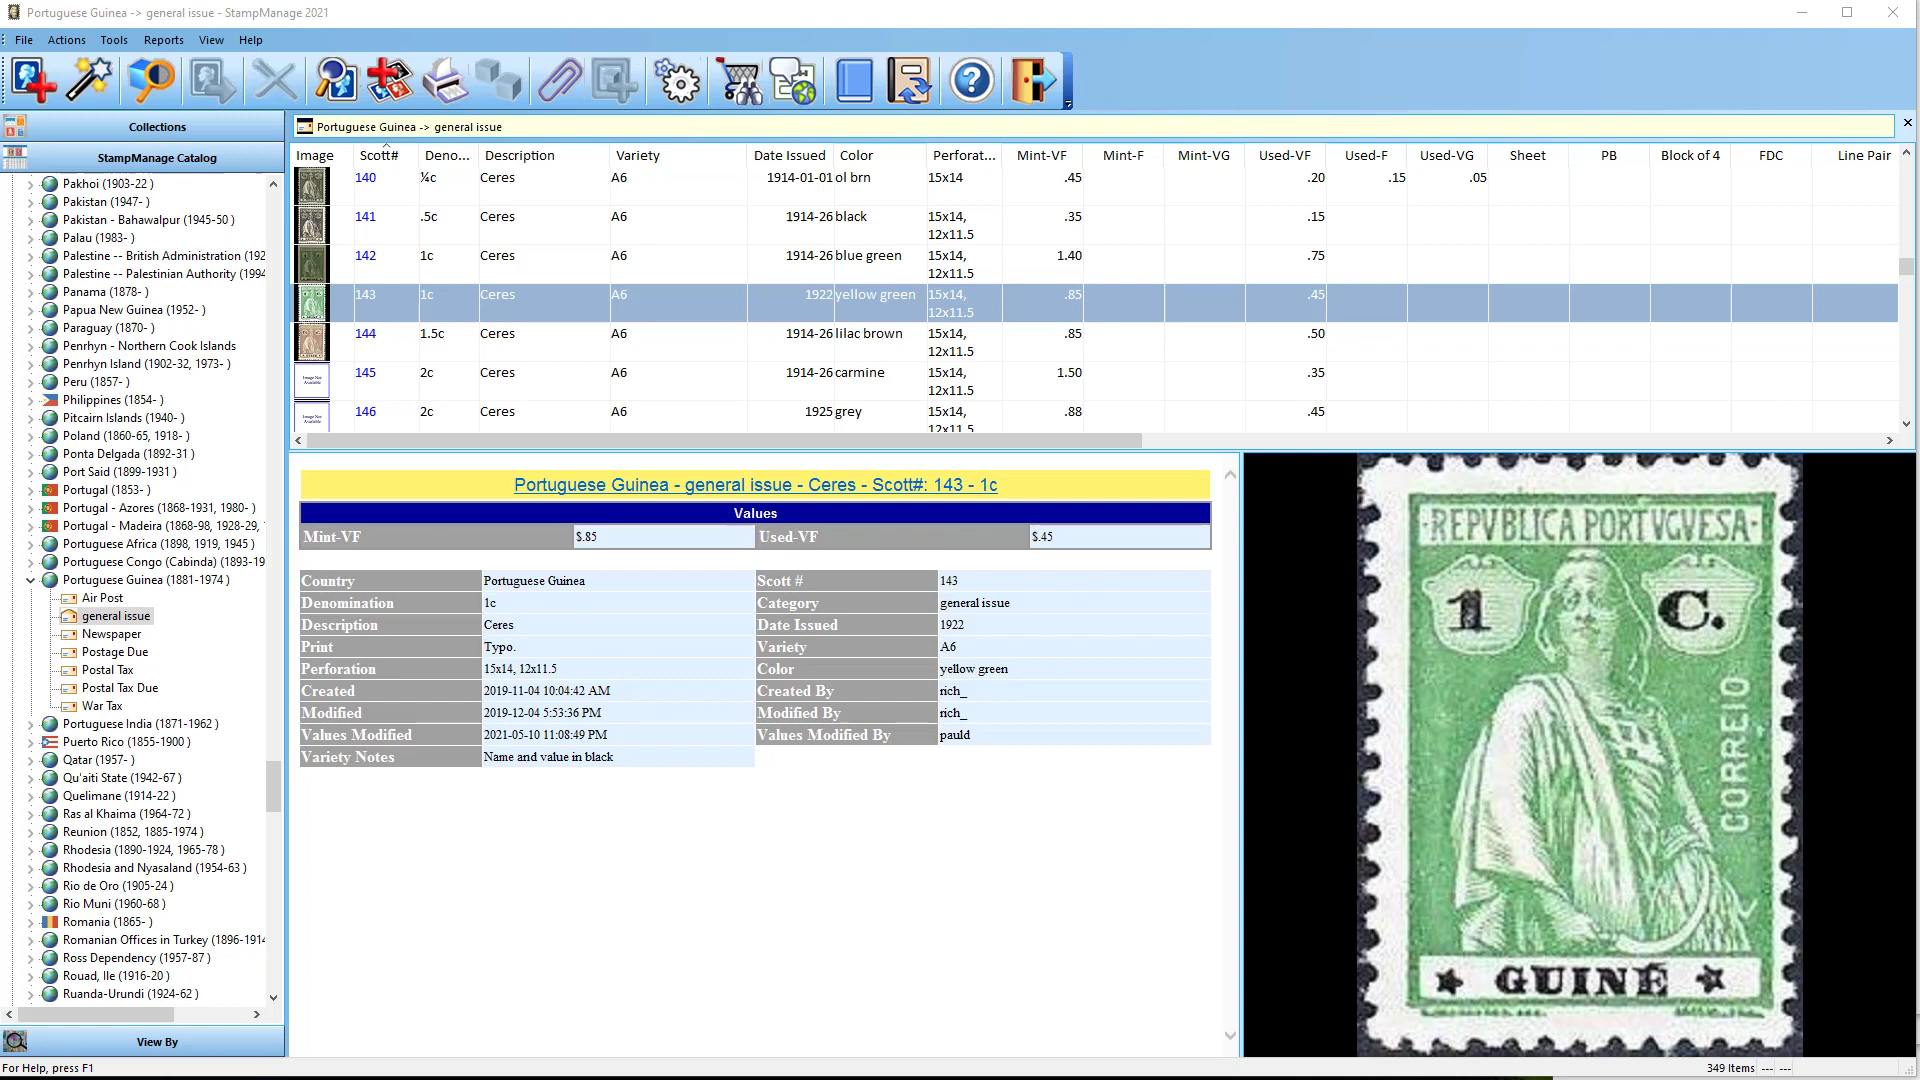 Portuguese Guinea -> general issue - StampManage 2021
File Actions Tools Reports View Help
Collections
StampManage Catalog
Pakhoi (1903-22 )
Pakistan (1947- )
Pakistan - Bahawalpur (1945-50 )
Palau (1983- )
Palestine -- British Administration (192
Palestine -- Palestinian Authority (1994
Panama (1878- )
Papua New Guinea (1952- )
Paraguay (1870- )
Penrhyn - Northern Cook Islands
Penrhyn Island (1902-32, 1973- )
Peru (1857- )
Philippines (1854- )
Pitcairn Islands (1940- )
Poland (1860-65, 1918- )
Ponta Delgada (1892-31 )
Port Said (1899-1931 )
Portugal (1853- )
Portugal - Azores (1868-1931, 1980- )
Portugal - Madeira (1868-98, 1928-29,
Portuguese Africa (1898, 1919, 1945 )
Portuguese Congo (Cabinda) (1893-19
Portuguese Guinea (1881-1974 )
Air Post
general issue
Newspaper
Postage Due
Postal Tax
Postal Tax Due
War Tax
Portuguese India (1871-1962 )
Puerto Rico (1855-1900 )
Qatar (1957- )
Qu'aiti State (1942-67 )
Quelimane (1914-22 )
Ras al Khaima (1964-72 )
Reunion (1852, 1885-1974 )
Rhodesia (1890-1924, 1965-78 )
Rhodesia and Nyasaland (1954-63 )
Rio de Oro (1905-24 )
Rio Muni (1960-68 )
Romania (1865- )
Romanian Offices in Turkey (1896-1914
Ross Dependency (1957-87 )
Rouad, Ile (1916-20 )
Ruanda-Urundi (1924-62 )
View By
For Help, press F1
Portuguese Guinea -> general issue
Image Scott# Deno... Description Variety Date Issued Color Perforat... Mint-VF Mint-F Mint-VG Used-VF Used-F Used-VG Sheet PB Block of 4 FDC Line Pair
140 ¼c Ceres A6 1914-01-01 ol brn 15x14 .45 .20 .15 .05
141 .5c Ceres A6 1914-26 black 15x14, .35 .15
12x11.5
142 1c Ceres A6 1914-26 blue green 15x14, 1.40 .75
12x11.5
143 1c Ceres A6 1922 yellow green 15x14, .85 .45
12x11.5
144 1.5c Ceres A6 1914-26 lilac brown 15x14, .85 .50
12x11.5
Image Not
Available
145 2c Ceres A6 1914-26 carmine 15x14, 1.50 .35
12x11.5
Image Not
Available
146 2c Ceres A6 1925 grey 15x14, .88 .45
12x11.5
Portuguese Guinea - general issue - Ceres - Scott#: 143 - 1c
Values
Mint-VF $.85 Used-VF $.45
Country Portuguese Guinea Scott # 143
Denomination 1c Category general issue
Description Ceres Date Issued 1922
Print Typo. Variety A6
Perforation 15x14, 12x11.5 Color yellow green
Created 2019-11-04 10:04:42 AM Created By rich_
Modified 2019-12-04 5:53:36 PM Modified By rich_
Values Modified 2021-05-10 11:08:49 PM Values Modified By pauld
Variety Notes Name and value in black
REPVBLICA PORTVGVESA
1 C.
CORREIO
GUINÉ
349 Items --- ---